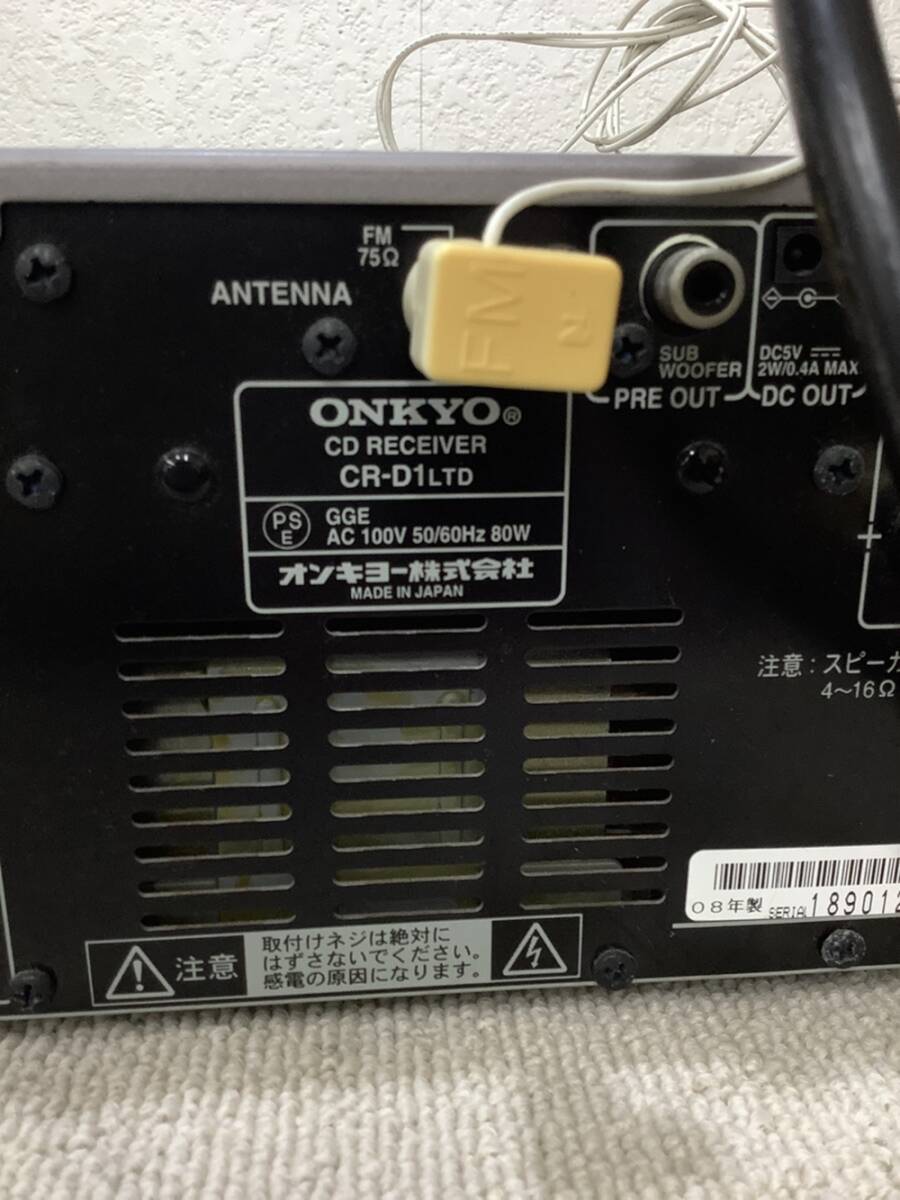 FM
75Ω
ANTENNA
FM
SUB
WOOFER
PRE OUT
DC5V
2W/0.4A MAX
DC OUT
ONKYO®
CD RECEIVER
CR-D1LTD
PS
E
GGE
AC 100V 50/60Hz 80W
オンキヨー株式会社
MADE IN JAPAN
+
注意：スピーカ
4～16Ω
08年製 SERIAL 189012
注意
取付けネジは絶対に
はずさないでください。
感電の原因になります。